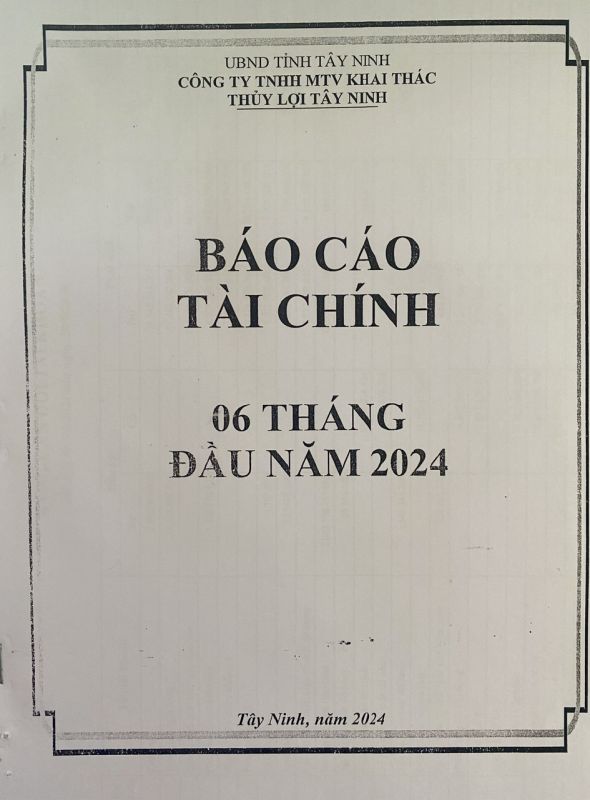 UBND TỈNH TÂY NINH
CÔNG TY TNHH MTV KHAI THÁC
THỦY LỢI TÂY NINH
BÁO CÁO
TÀI CHÍNH
06 THÁNG
ĐẦU NĂM 2024
Tây Ninh, năm 2024